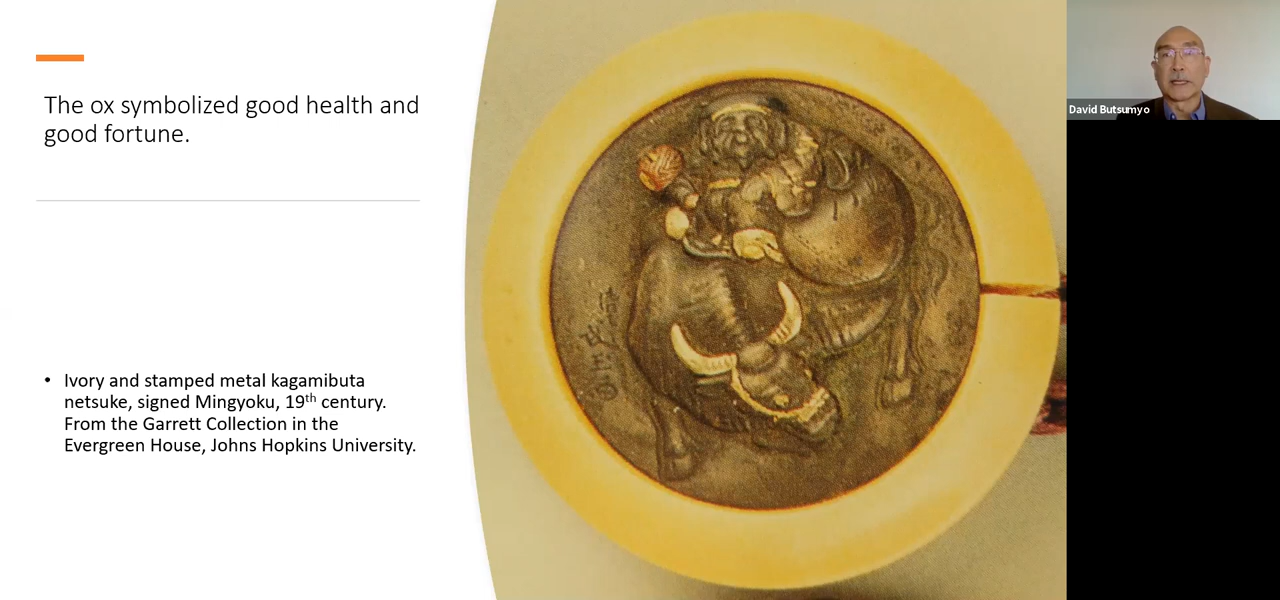 The ox symbolized good health and
good fortune.
• Ivory and stamped metal kagamibuta
netsuke, signed Mingyoku, 19th century.
From the Garrett Collection in the
Evergreen House, Johns Hopkins University.
David Butsumyo